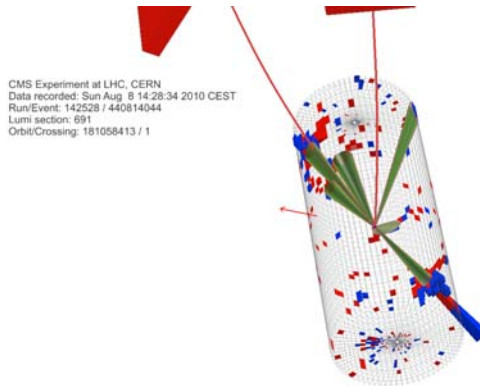 CMS Experiment at LHC, CERN
Data recorded: Sun Aug 8 14:28:34 2010 CEST
Run/Event: 142528 / 440814044
Lumi section: 691
Orbit/Crossing: 181058413 / 1